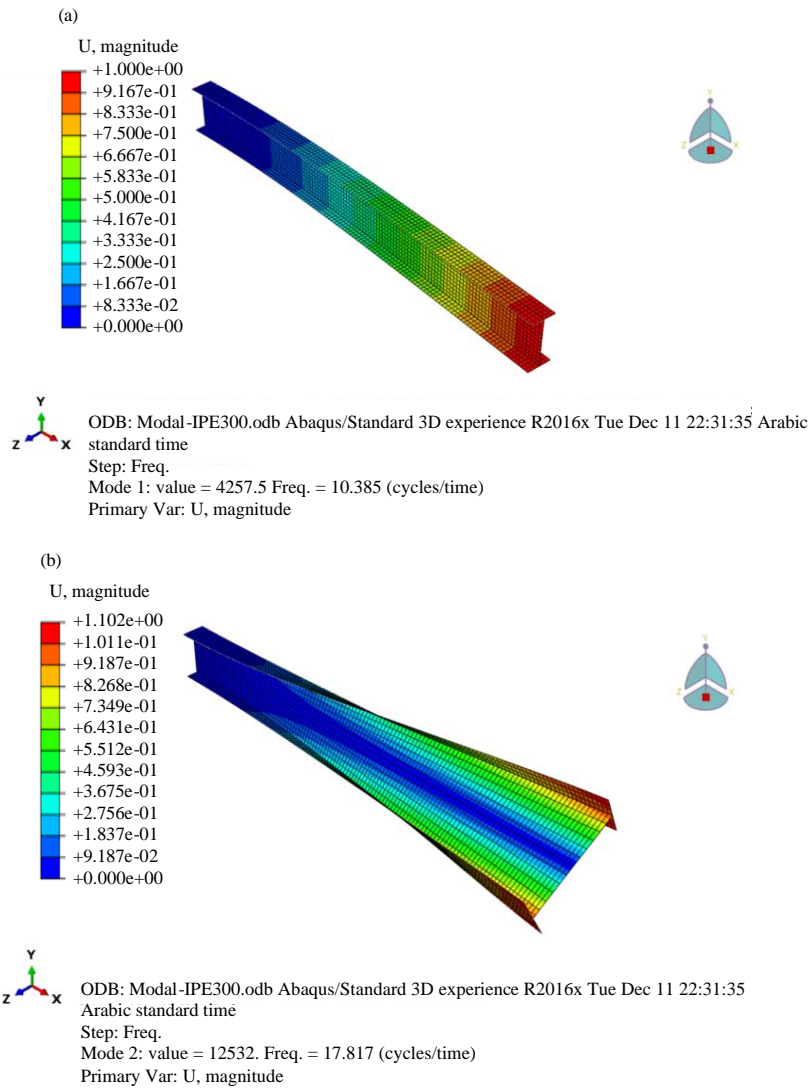 (a)
U, magnitude
+1.000e+00
+9.167e-01
+8.333e-01
+7.500e-01
+6.667e-01
+5.833e-01
+5.000e-01
+4.167e-01
+3.333e-01
+2.500e-01
+1.667e-01
+8.333e-02
+0.000e+00
Y
Z X
Y
Z X
ODB: Modal-IPE300.odb Abaqus/Standard 3D experience R2016x Tue Dec 11 22:31:35 Arabic
standard time
Step: Freq.
Mode 1: value = 4257.5 Freq. = 10.385 (cycles/time)
Primary Var: U, magnitude
(b)
U, magnitude
+1.102e+00
+1.011e-01
+9.187e-01
+8.268e-01
+7.349e-01
+6.431e-01
+5.512e-01
+4.593e-01
+3.675e-01
+2.756e-01
+1.837e-01
+9.187e-02
+0.000e+00
Y
Z X
Y
Z X
ODB: Modal-IPE300.odb Abaqus/Standard 3D experience R2016x Tue Dec 11 22:31:35
Arabic standard time
Step: Freq.
Mode 2: value = 12532. Freq. = 17.817 (cycles/time)
Primary Var: U, magnitude